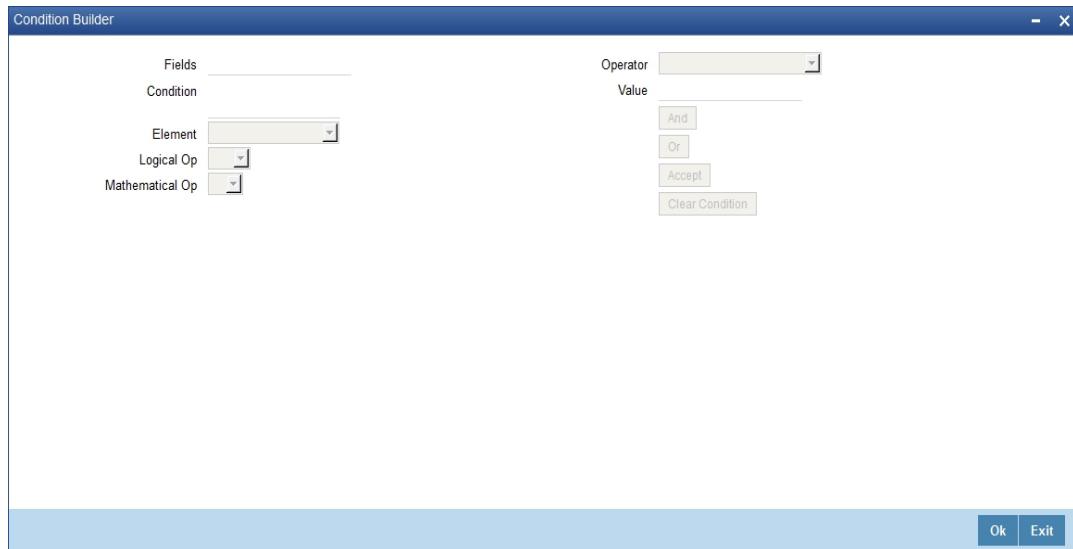 Condition Builder
Fields
Condition
Element
Logical Op
Mathematical Op
Operator
Value
And
Or
Accept
Clear Condition
Ok
Exit